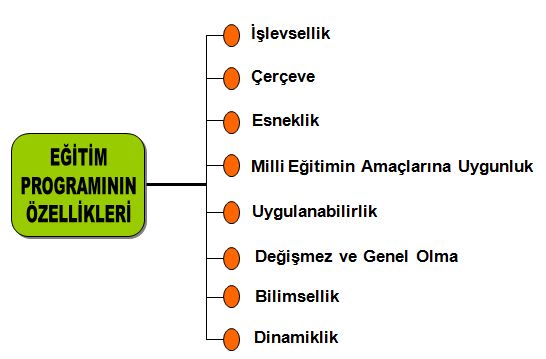 EĞİTİM
PROGRAMININ
ÖZELLİKLERİ
İşlevsellik
Çerçeve
Esneklik
Milli Eğitimin Amaçlarına Uygunluk
Uygulanabilirlik
Değişmez ve Genel Olma
Bilimsellik
Dinamiklik